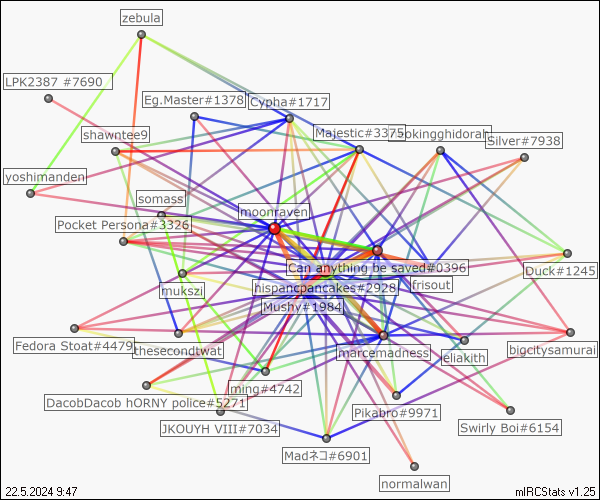 zebula
LPK2387 #7690
Eg.Master#1378
Cypha#1717
shawntee9
Majestic#3375
ookingghidorah
Silver#7938
yoshimanden
somass
moonraven
Pocket Persona#3326
Can anything be saved#0396
Duck#1245
mukszi
hispancpancakes#2928
frisout
Mushy#1984
Fedora Stoat#4479
thesecondtwat
marcemadness
eliakith
bigcitysamurai
ming#4742
DacobDacob hORNY police#5271
Pikabro#9971
JKOUYH VIII#7034
Swirly Boi#6154
Madネコ#6901
normalwan
22.5.2024 9:47
mIRCStats v1.25